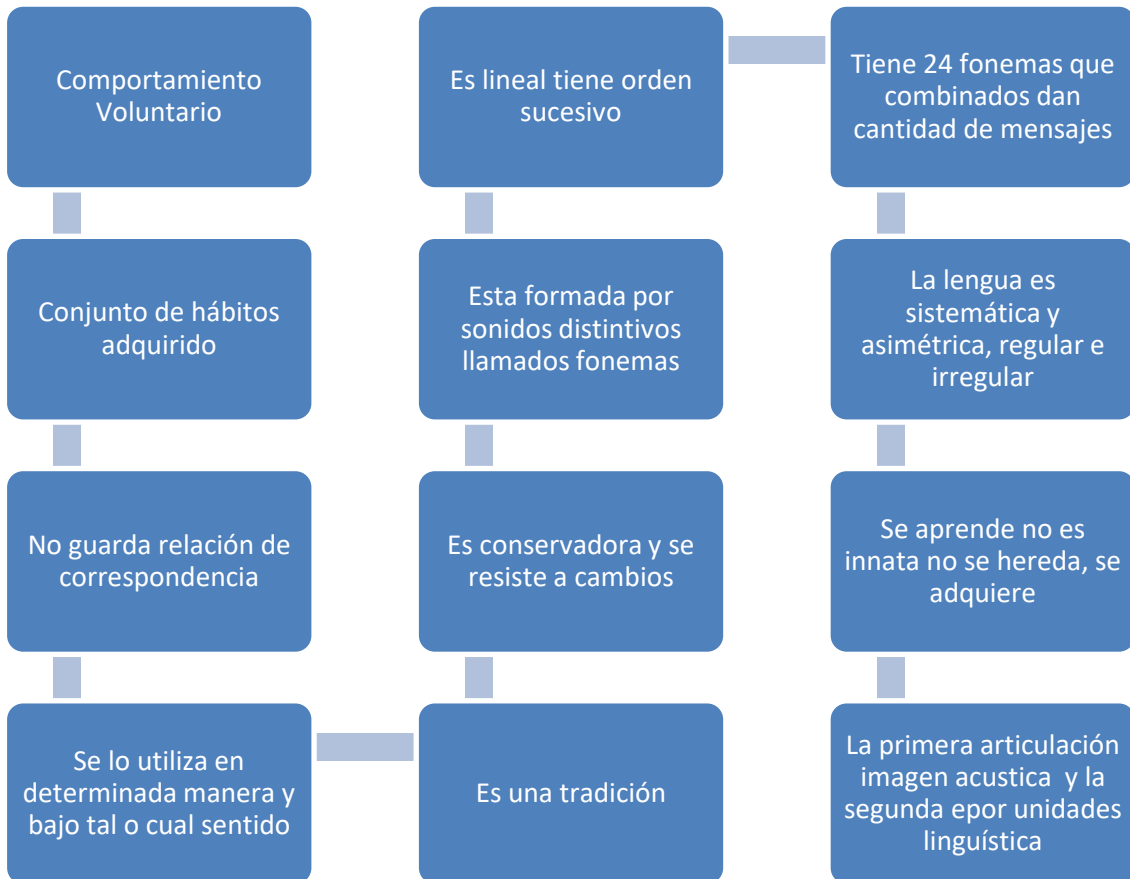 Comportamiento
Voluntario
Conjunto de hábitos
adquirido
No guarda relación de
correspondencia
Se lo utiliza en
determinada manera y
bajo tal o cual sentido
Es una tradición
Es conservadora y se
resiste a cambios
Esta formada por
sonidos distintivos
llamados fonemas
Es lineal tiene orden
sucesivo
Tiene 24 fonemas que
combinados dan
cantidad de mensajes
La lengua es
sistemática y
asimétrica, regular e
irregular
Se aprende no es
innata no se hereda, se
adquiere
La primera articulación
imagen acustica y la
segunda epor unidades
linguística